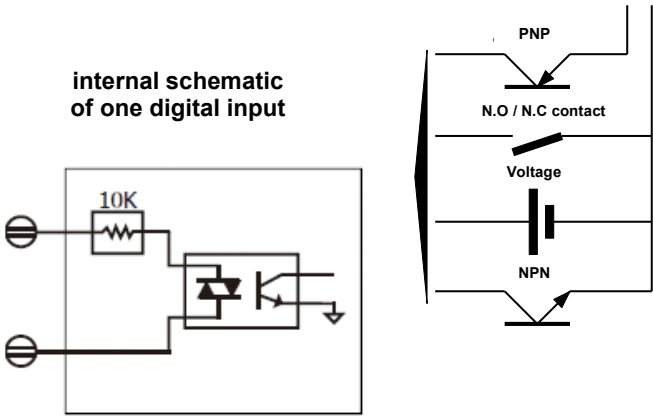 internal schematic
of one digital input
10K
PNP
N.O / N.C contact
Voltage
NPN